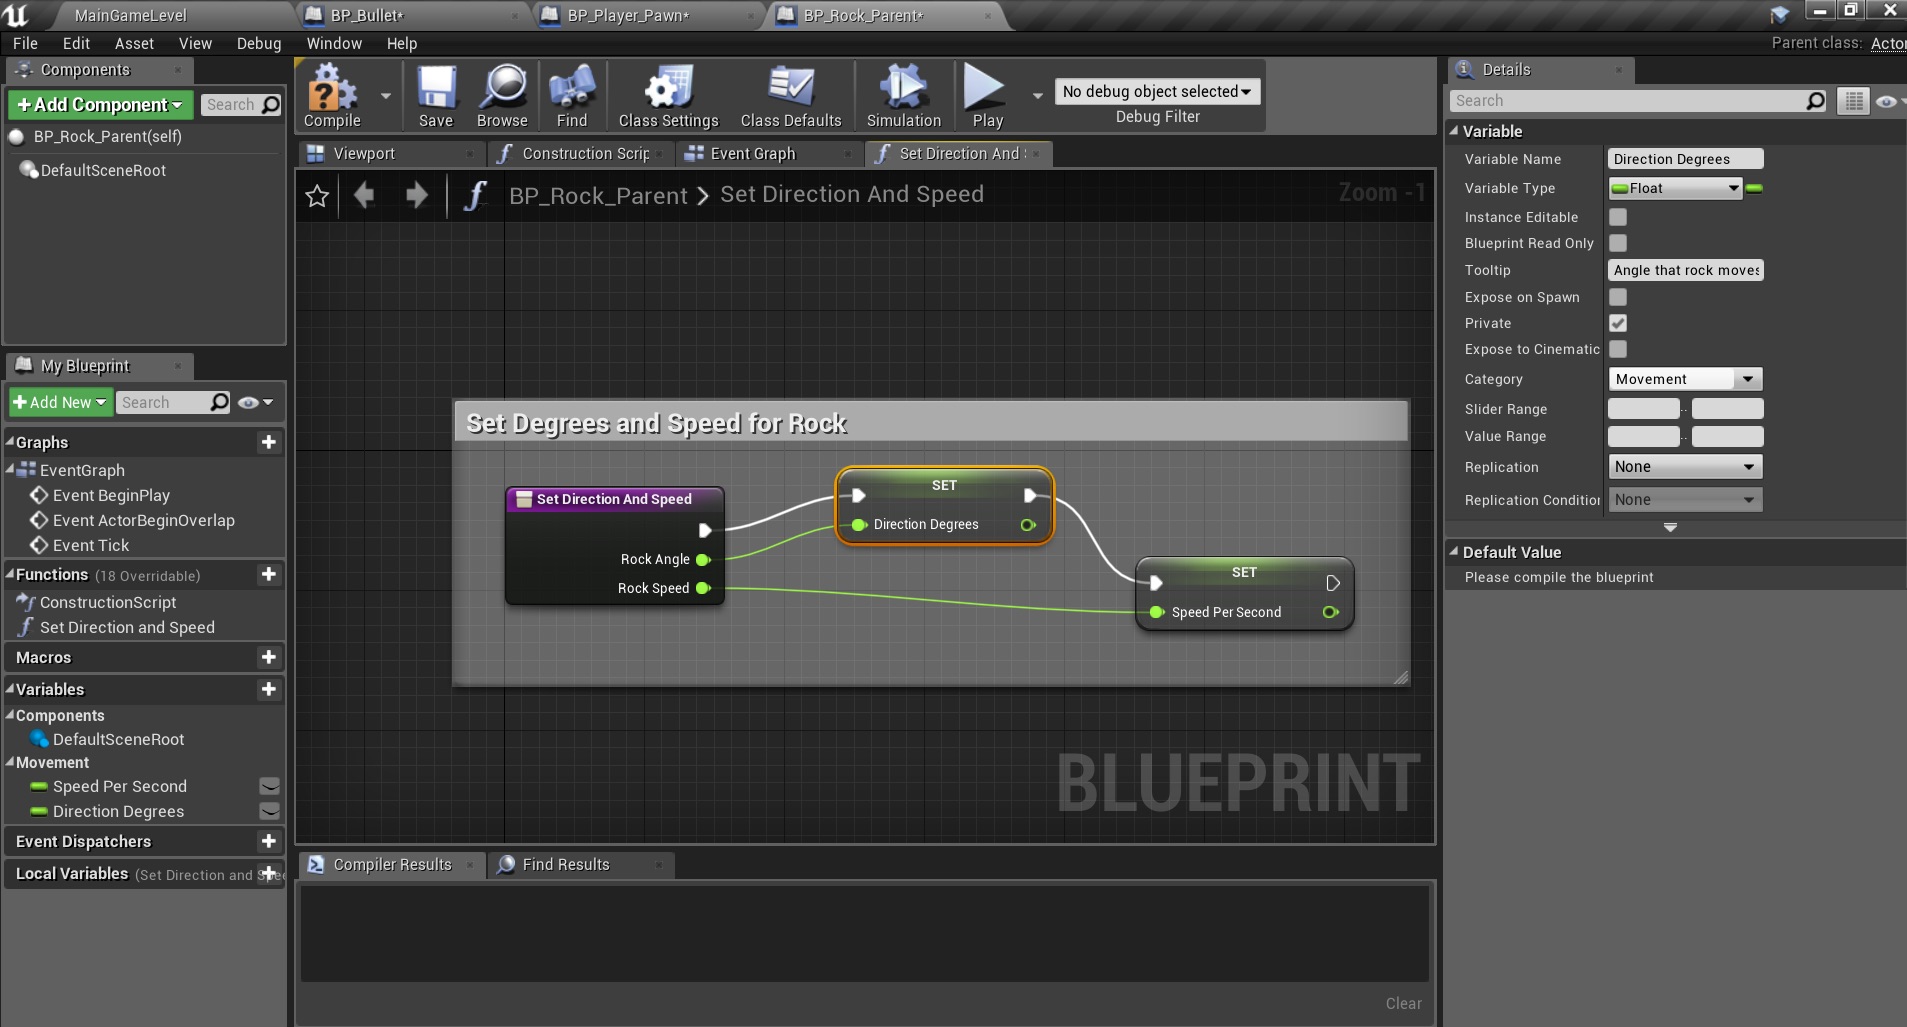 MainGameLevel
BP_Bullet*
BP_Player_Pawn*
BP_Rock_Parent*
File Edit Asset View Debug Window Help
Parent class: Actor
Components
+Add Component
Search
BP_Rock_Parent(self)
DefaultSceneRoot
Compile
Save
Browse
Find
Class Settings
Class Defaults
Simulation
Play
No debug object selected
Debug Filter
Viewport
Construction Scrip
Event Graph
Set Direction And
BP_Rock_Parent > Set Direction And Speed
Zoom -1
My Blueprint
+Add New
Search
Graphs
EventGraph
Event BeginPlay
Event ActorBeginOverlap
Event Tick
Functions (18 Overridable)
ConstructionScript
Set Direction and Speed
Macros
Variables
Components
DefaultSceneRoot
Movement
Speed Per Second
Direction Degrees
Event Dispatchers
Local Variables (Set Direction and Spee
Set Degrees and Speed for Rock
Set Direction And Speed
Rock Angle
Rock Speed
SET
Direction Degrees
SET
Speed Per Second
BLUEPRINT
Compiler Results
Find Results
Clear
Details
Search
Variable
Variable Name Direction Degrees
Variable Type Float
Instance Editable
Blueprint Read Only
Tooltip Angle that rock moves
Expose on Spawn
Private
Expose to Cinematic
Category Movement
Slider Range ..
Value Range ..
Replication None
Replication Condition None
Default Value
Please compile the blueprint